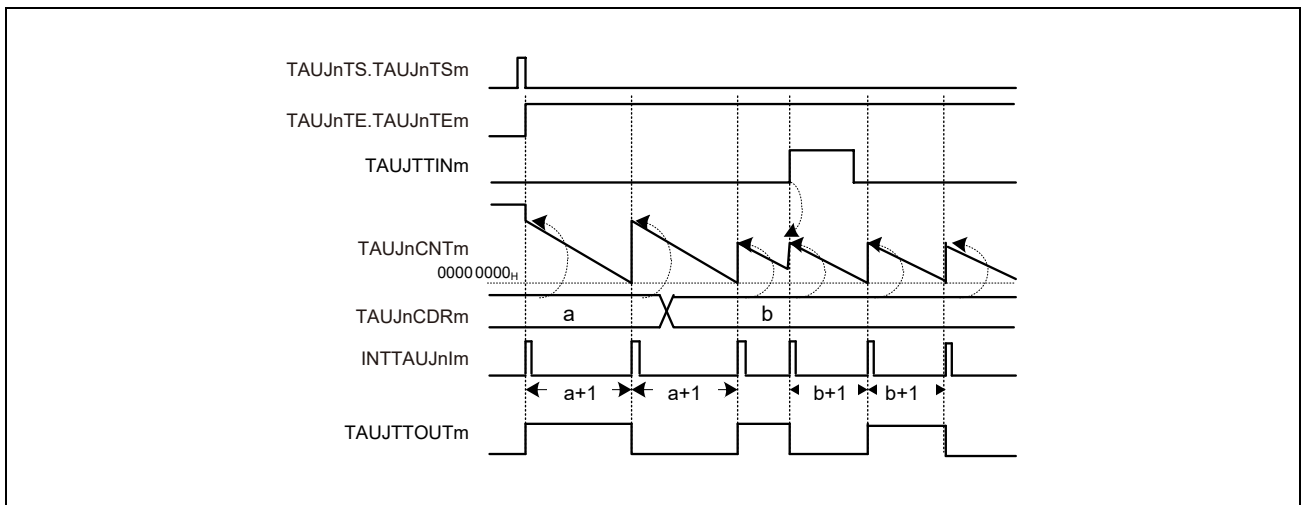 TAUJnTS.TAUJnTSm
TAUJnTE.TAUJnTEm
TAUJTTINm
TAUJnCNTm
0000 0000H
TAUJnCDRm
a
b
INTTAUJnIm
a+1
a+1
b+1
b+1
TAUJTTOUTm